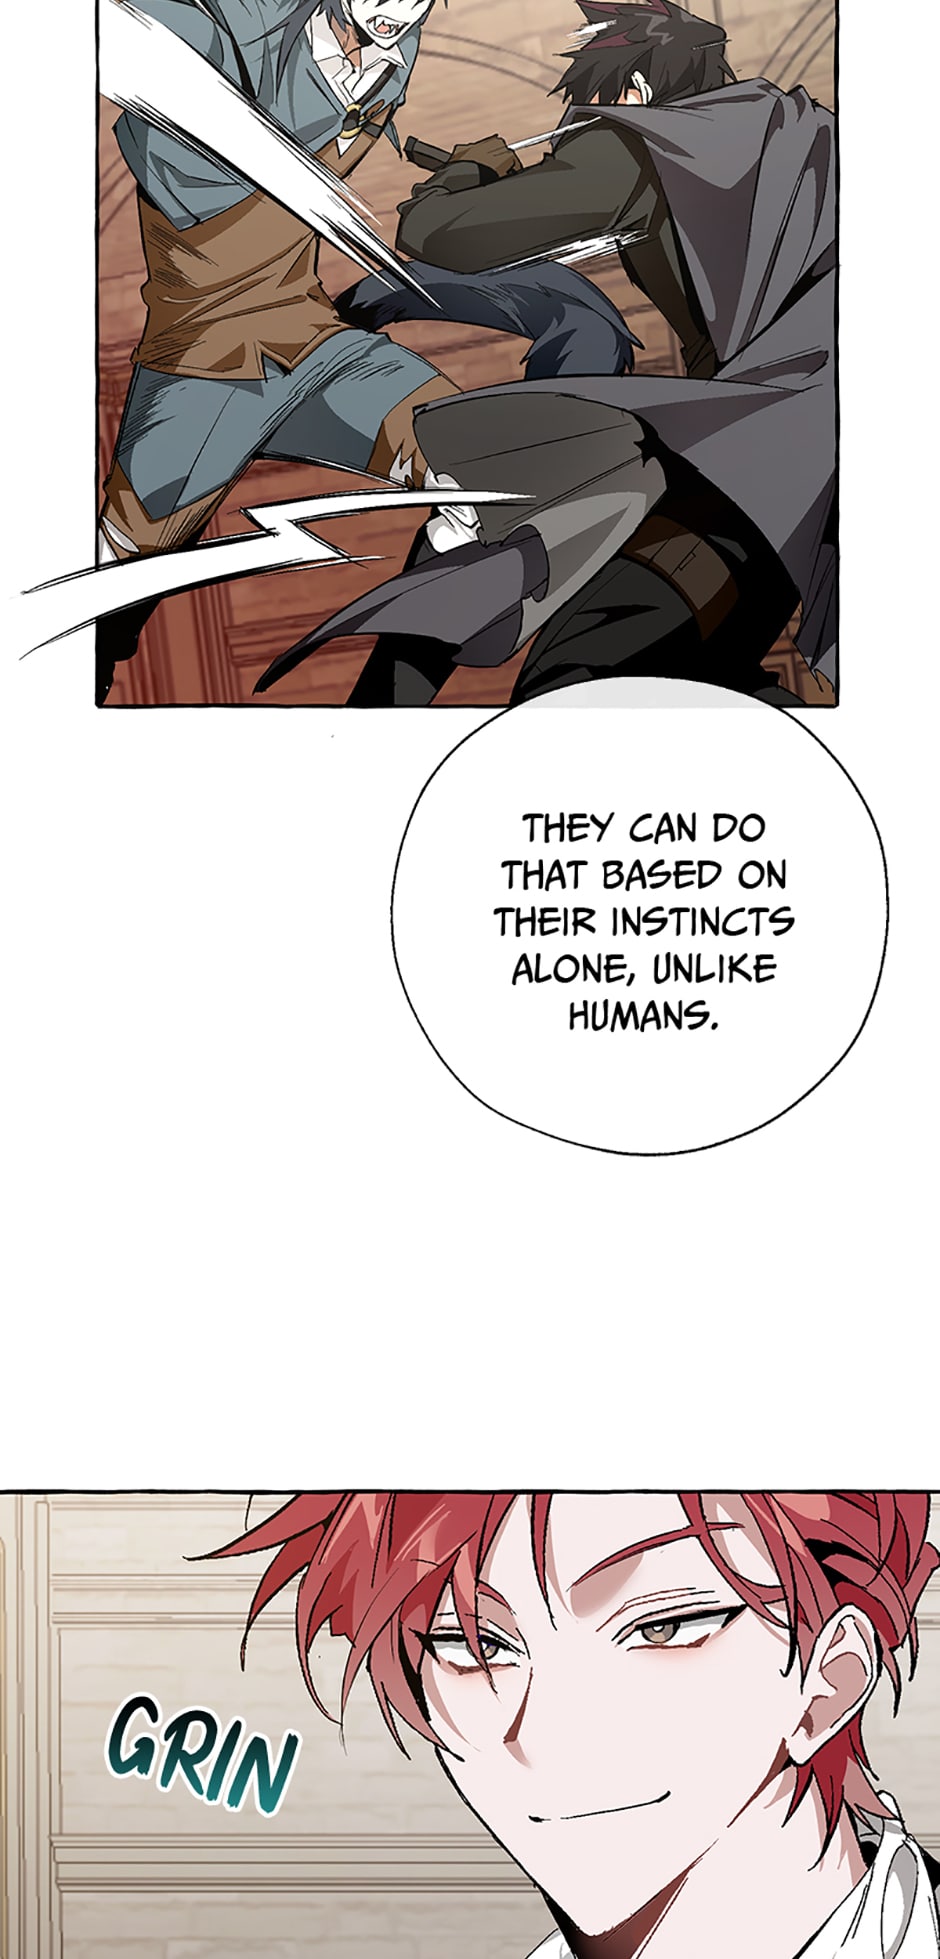 THEY CAN DO
THAT BASED ON
THEIR INSTINCTS
ALONE, UNLIKE
HUMANS.
GRIN